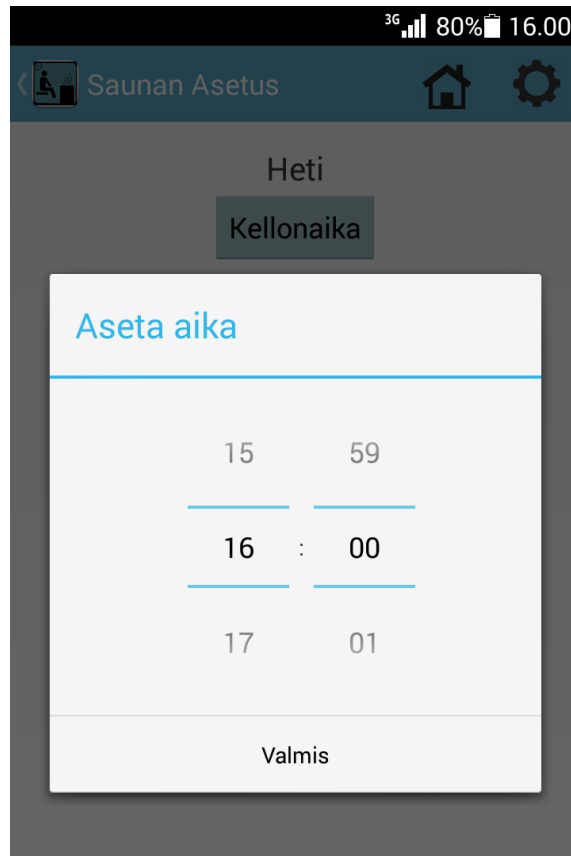 3G 80% 16.00
Saunan Asetus
Heti
Kellonaika
Aseta aika
15 59
16 : 00
17 01
Valmis